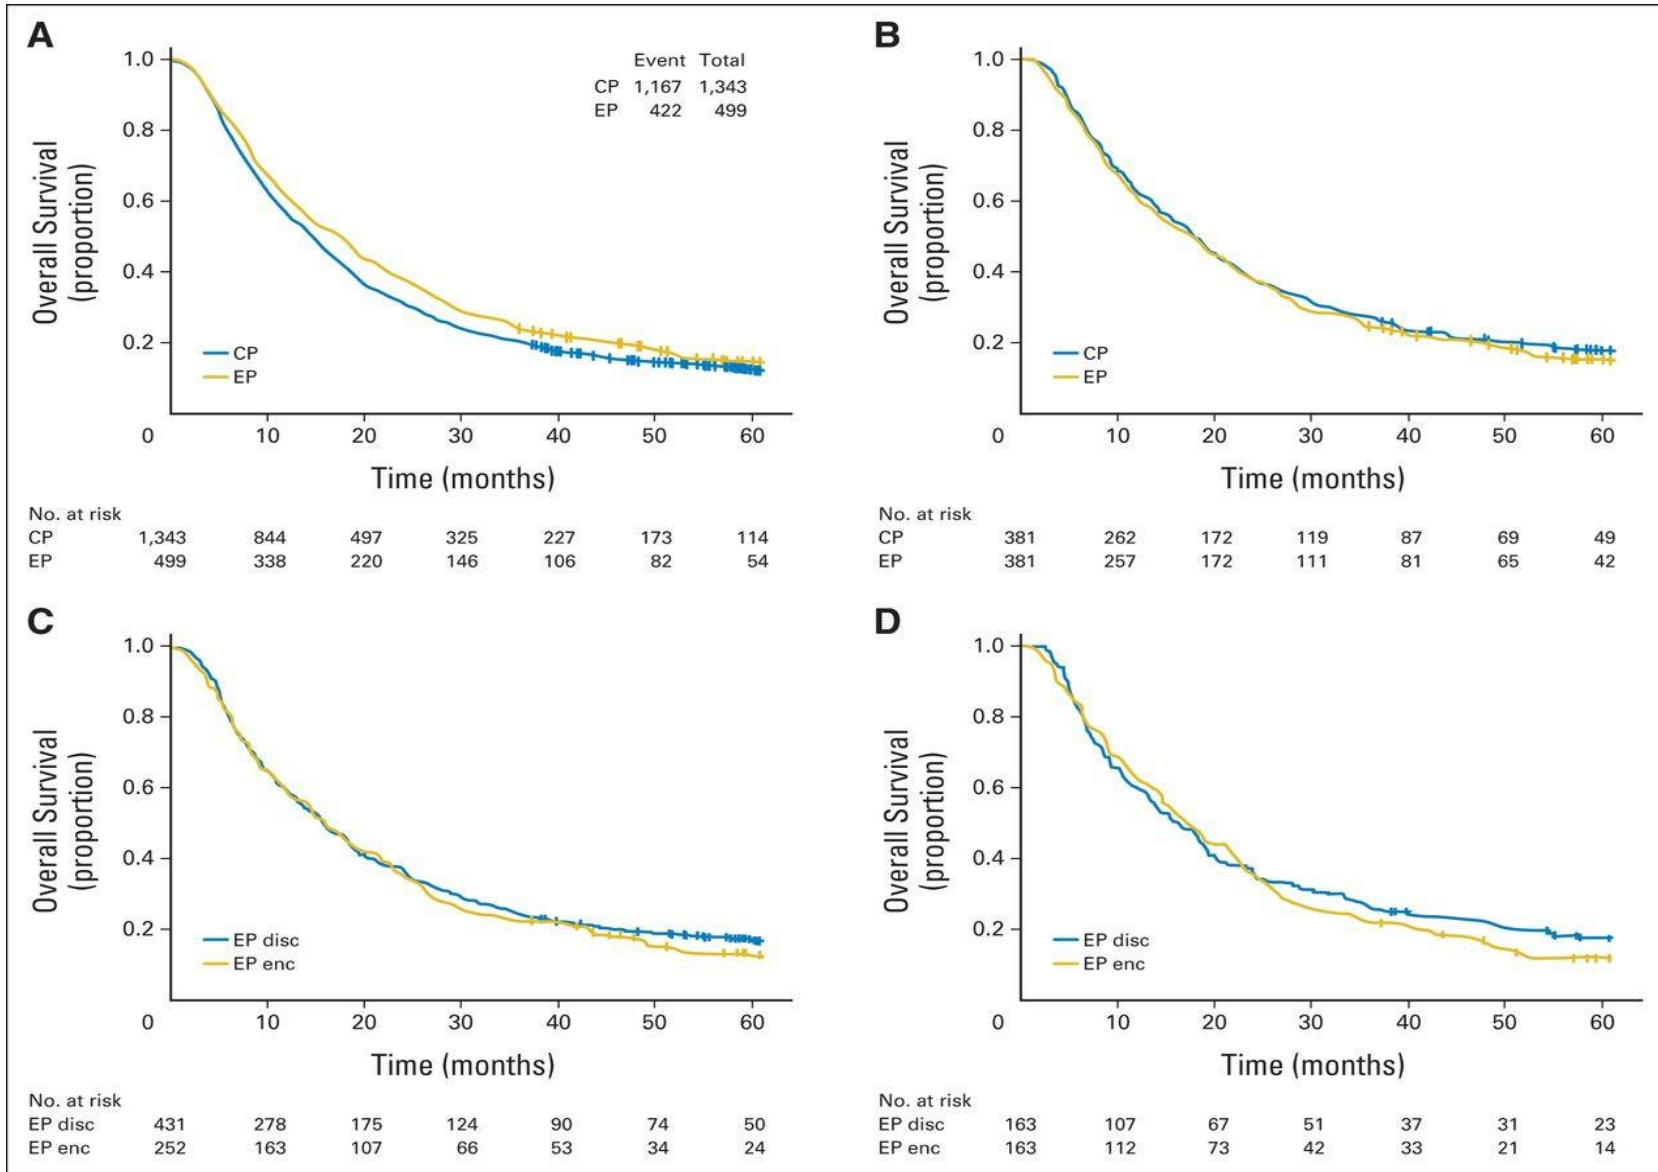 A
Event Total
CP 1,167 1,343
EP 422 499
1.0
0.8
0.6
0.4
0.2
Overall Survival
(proportion)
CP
EP
0 10 20 30 40 50 60
Time (months)
No. at risk
CP 1,343 844 497 325 227 173 114
EP 499 338 220 146 106 82 54
B
1.0
0.8
0.6
0.4
0.2
Overall Survival
(proportion)
CP
EP
0 10 20 30 40 50 60
Time (months)
No. at risk
CP 381 262 172 119 87 69 49
EP 381 257 172 111 81 65 42
C
1.0
0.8
0.6
0.4
0.2
Overall Survival
(proportion)
EP disc
EP enc
0 10 20 30 40 50 60
Time (months)
No. at risk
EP disc 431 278 175 124 90 74 50
EP enc 252 163 107 66 53 34 24
D
1.0
0.8
0.6
0.4
0.2
Overall Survival
(proportion)
EP disc
EP enc
0 10 20 30 40 50 60
Time (months)
No. at risk
EP disc 163 107 67 51 37 31 23
EP enc 163 112 73 42 33 21 14